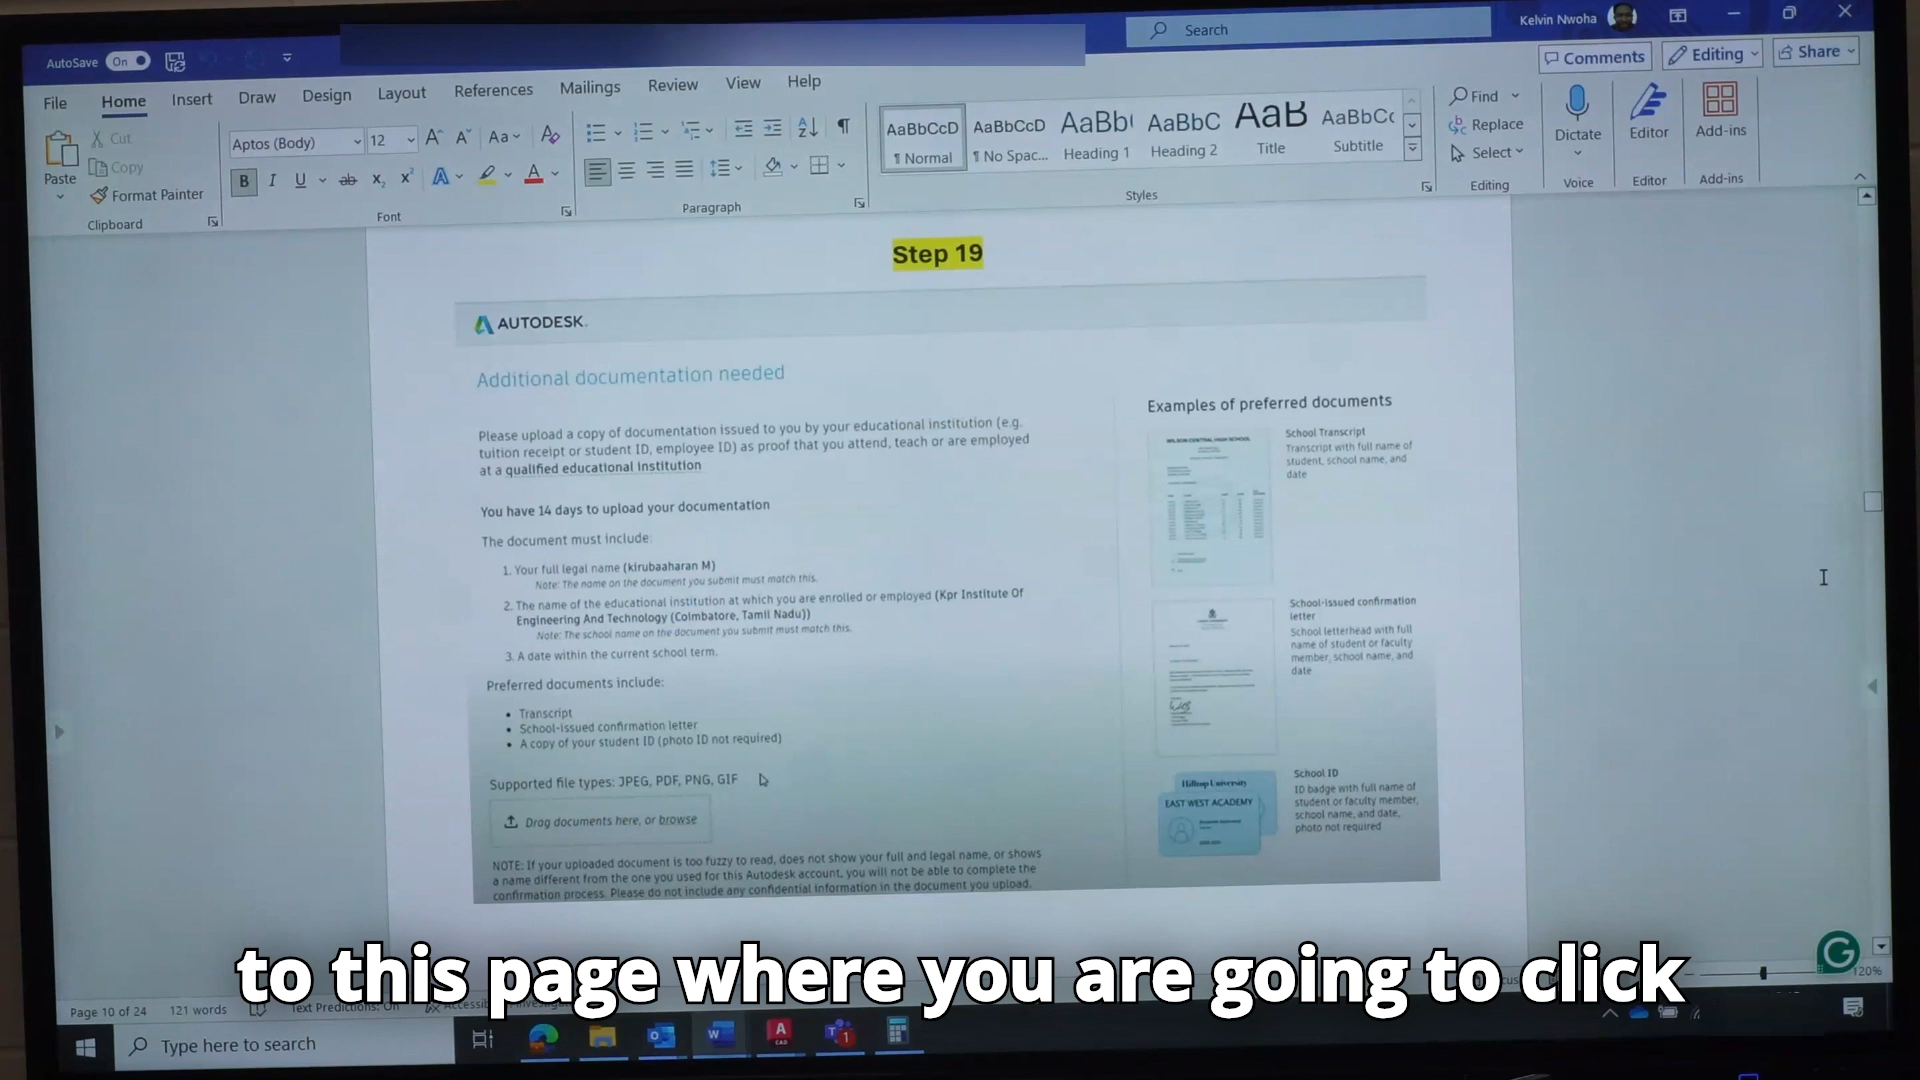 AutoSave On
Search
Kelvin Nwoha
File Home Insert Draw Design Layout References Mailings Review View Help
Comments Editing Share
Paste
Cut
Copy
Format Painter
Clipboard
Aptos (Body) 12
Font
Paragraph
AaBbCcD AaBbCcD AaBb( AaBbC AaB AaBbCc
¶ Normal ¶ No Spac... Heading 1 Heading 2 Title Subtitle
Styles
Find
Replace
Select
Editing
Dictate
Voice
Editor
Editor
Add-ins
Add-ins
Step 19
AUTODESK
Additional documentation needed
Please upload a copy of documentation issued to you by your educational institution (e.g.
tuition receipt or student ID, employee ID) as proof that you attend, teach or are employed
at a qualified educational institution
You have 14 days to upload your documentation
The document must include:
1. Your full legal name (kirubaaharan M)
Note: The name on the document you submit must match this.
2. The name of the educational institution at which you are enrolled or employed (Kpr Institute Of
Engineering And Technology (Coimbatore, Tamil Nadu))
Note: The school name on the document you submit must match this.
3. A date within the current school term.
Preferred documents include:
• Transcript
• School-issued confirmation letter
• A copy of your student ID (photo ID not required)
Supported file types: JPEG, PDF, PNG, GIF
Drag documents here, or browse
NOTE: If your uploaded document is too fuzzy to read, does not show your full and legal name, or shows
a name different from the one you used for this Autodesk account, you will not be able to complete the
confirmation process. Please do not include any confidential information in the document you upload.
Examples of preferred documents
WILSON CENTRAL HIGH SCHOOL
School Transcript
Transcript with full name of
student, school name, and
date
School-issued confirmation
letter
School letterhead with full
name of student or faculty
member, school name, and
date
Hilltop University
EAST WEST ACADEMY
School ID
ID badge with full name of
student or faculty member,
school name, and date,
photo not required
to this page where you are going to click
Page 10 of 24 121 words Text Predictions: On
120%
Type here to search